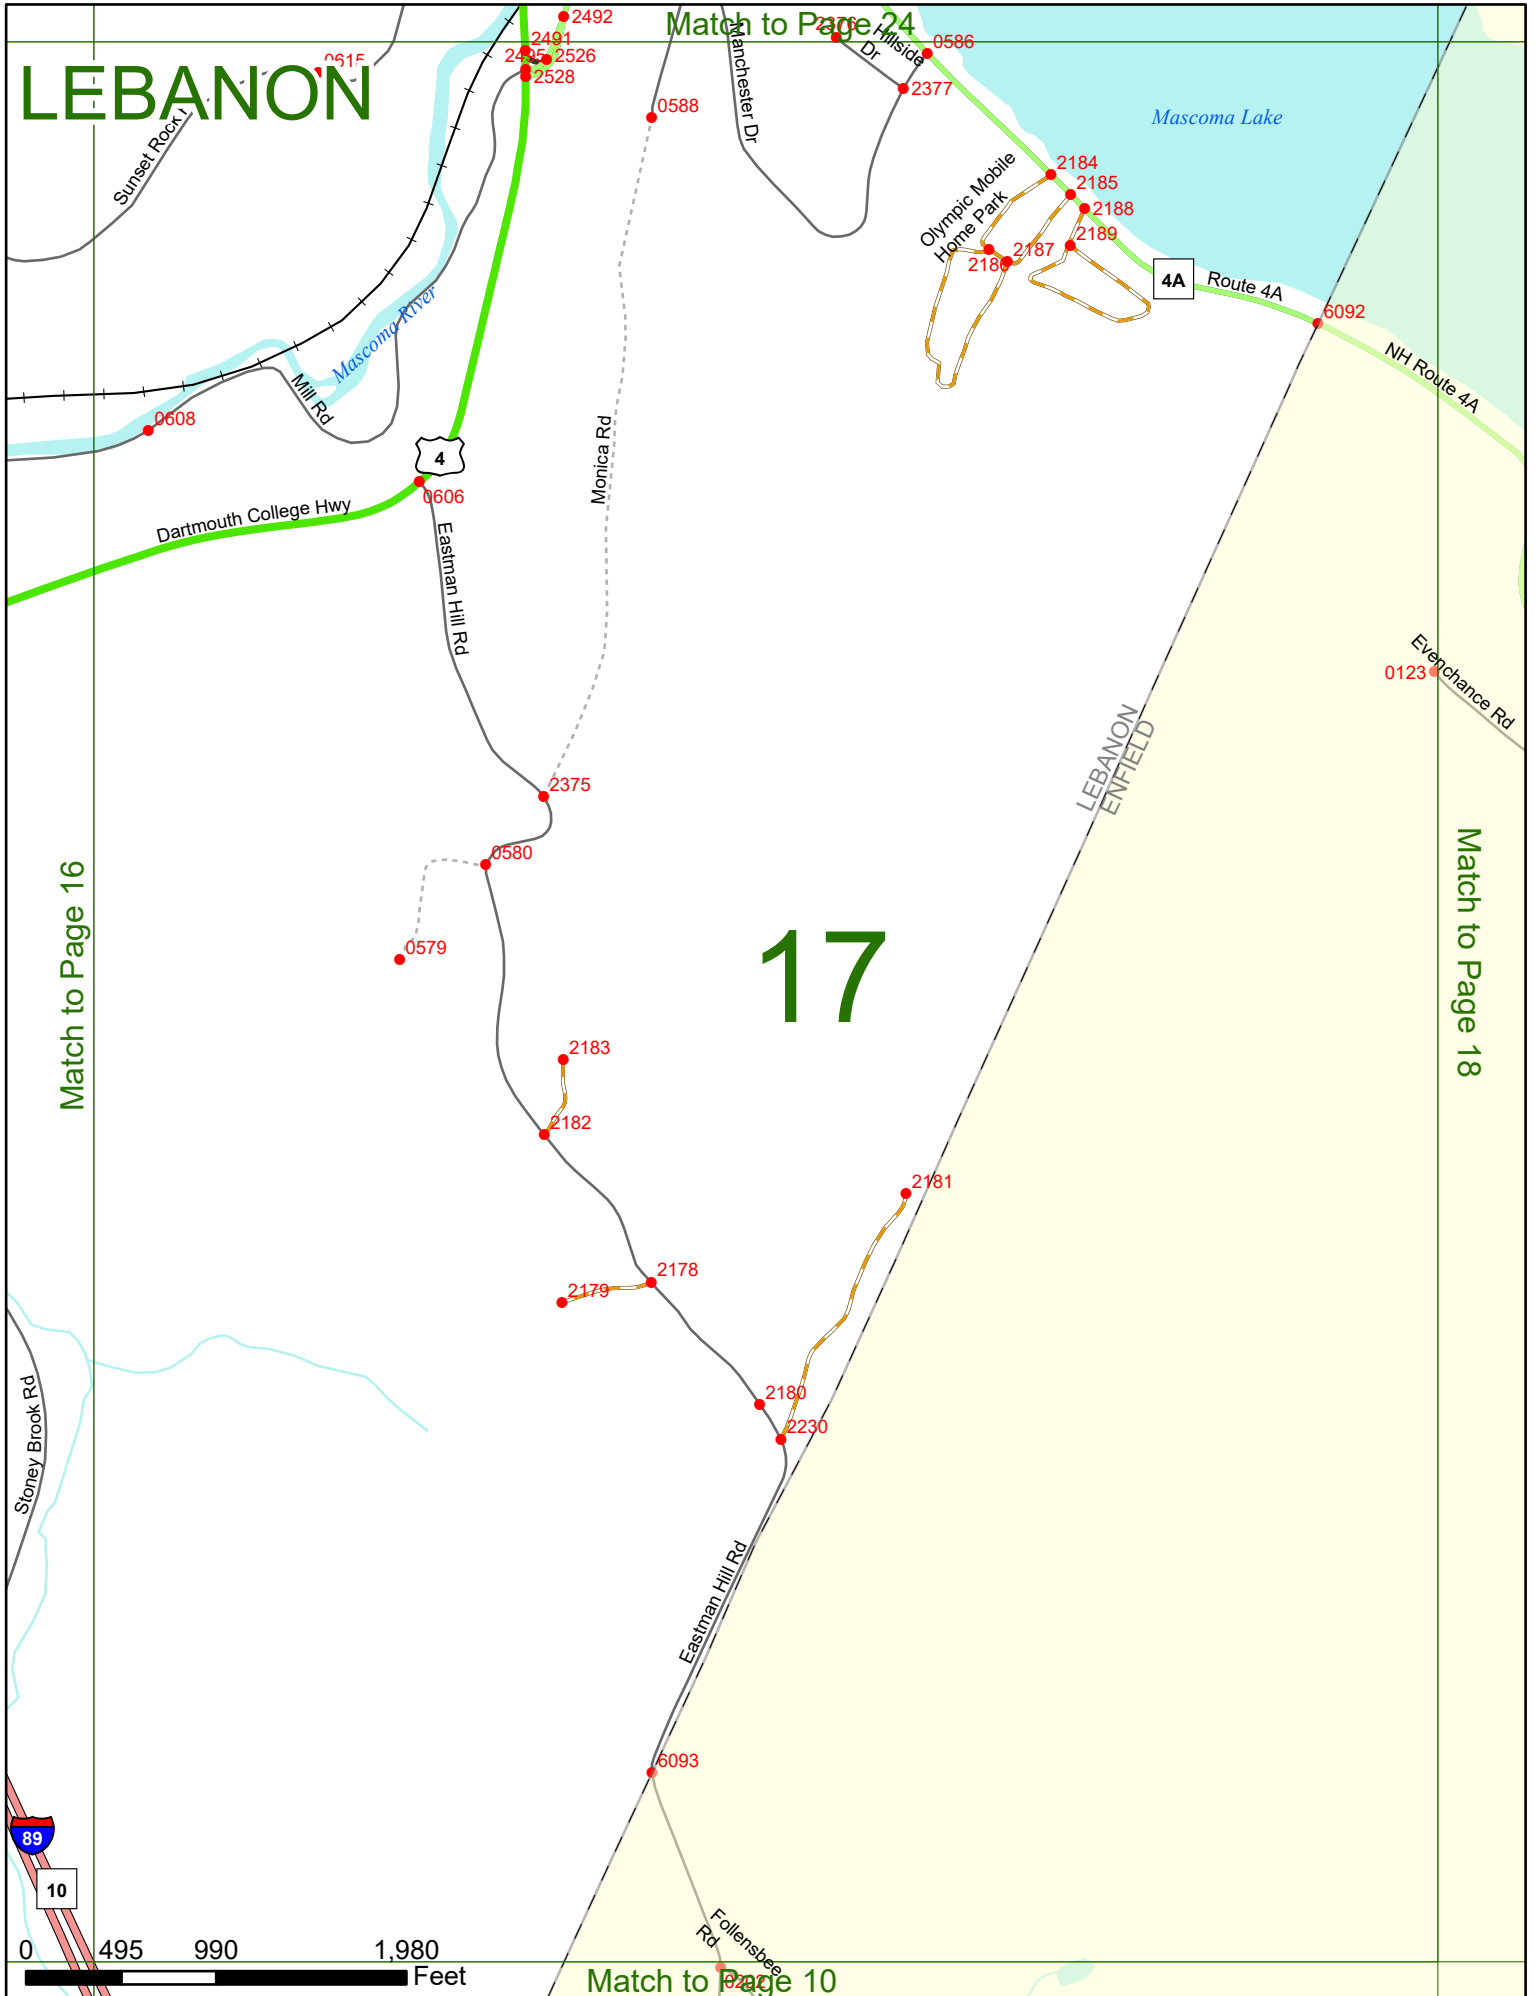 Match to Page 24
LEBANON
2492
2491
2495
2526
2528
0615
Sunset Rock
0588
Manchester Dr
2376
Hillside
Dr
0586
2377
Mascoma Lake
2184
2185
2188
2189
2187
2186
Olympic Mobile
Home Park
4A
Route 4A
6092
NH Route 4A
Mascoma River
Mill Rd
0608
4
0606
Dartmouth College Hwy
Monica Rd
Eastman Hill Rd
Evenchance Rd
0123
LEBANON
ENFIELD
2375
0580
0579
Match to Page 16
17
Match to Page 18
2183
2182
2181
2178
2179
2180
2230
Stoney Brook Rd
Eastman Hill Rd
6093
89
10
Follensbee
Rd
0202
0 495 990 1,980
Feet
Match to Page 10